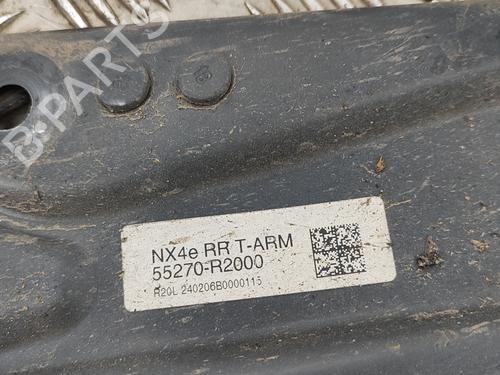 B-PARTS
NX4e RR T-ARM
55270-R2000
R20L 240206B0000115